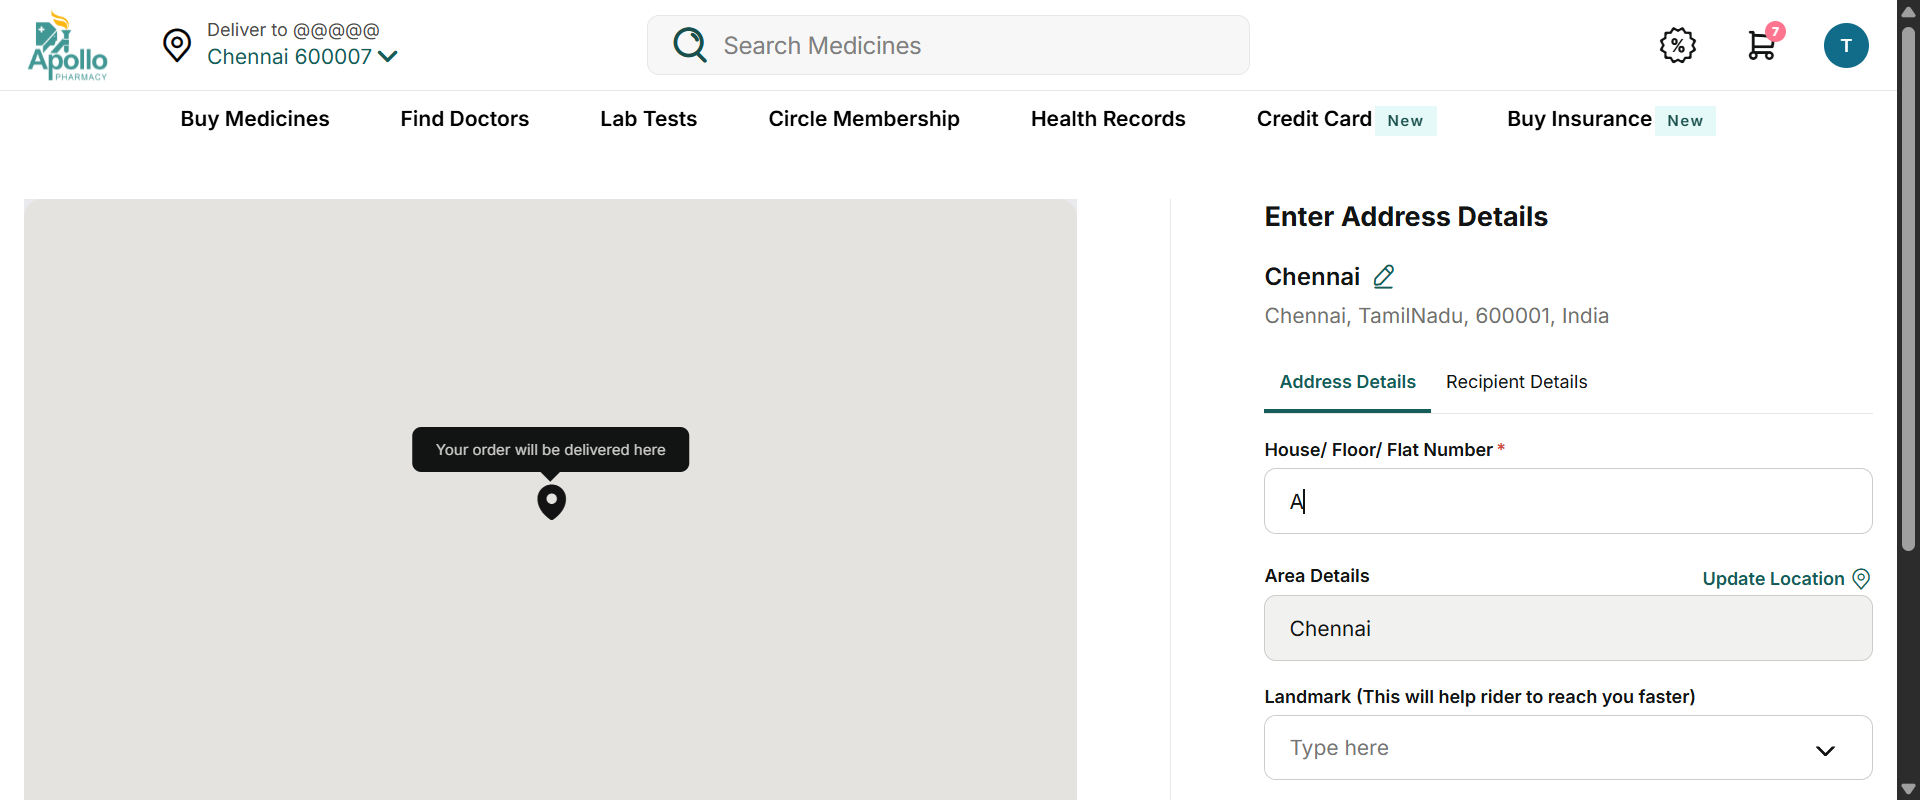 Apollo
PHARMACY
Deliver to @@@@@
Chennai 600007
Search Medicines
%
7
T
Buy Medicines
Find Doctors
Lab Tests
Circle Membership
Health Records
Credit Card New
Buy Insurance New
Your order will be delivered here
Enter Address Details
Chennai
Chennai, TamilNadu, 600001, India
Address Details
Recipient Details
House/ Floor/ Flat Number *
A
Area Details
Update Location
Chennai
Landmark (This will help rider to reach you faster)
Type here